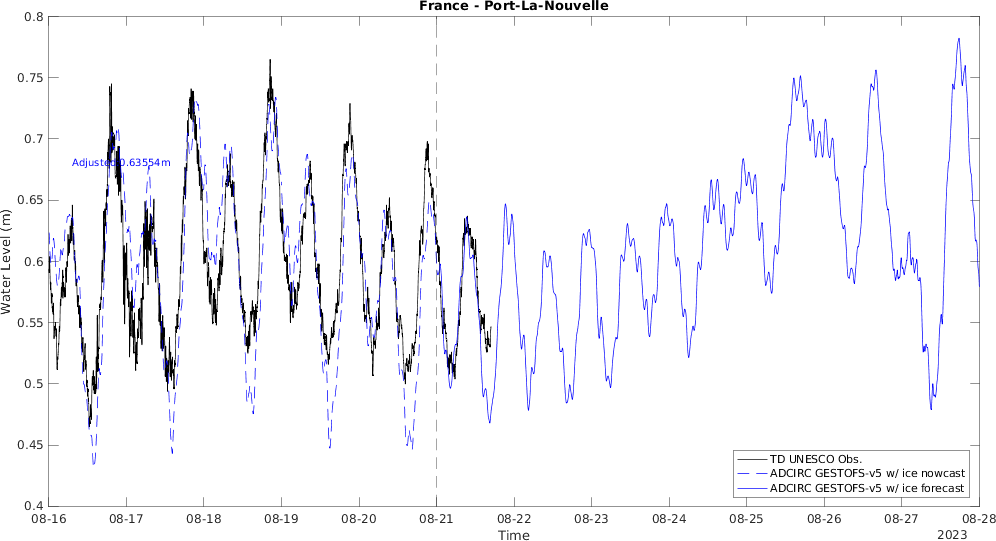 France - Port-La-Nouvelle
0.8
0.75
0.7
0.65
0.6
0.55
0.5
0.45
0.4
Water Level (m)
Adjusted 0.63554m
TD UNESCO Obs.
ADCIRC GESTOFS-v5 w/ ice nowcast
ADCIRC GESTOFS-v5 w/ ice forecast
08-16 08-17 08-18 08-19 08-20 08-21 08-22 08-23 08-24 08-25 08-26 08-27 08-28
Time
2023